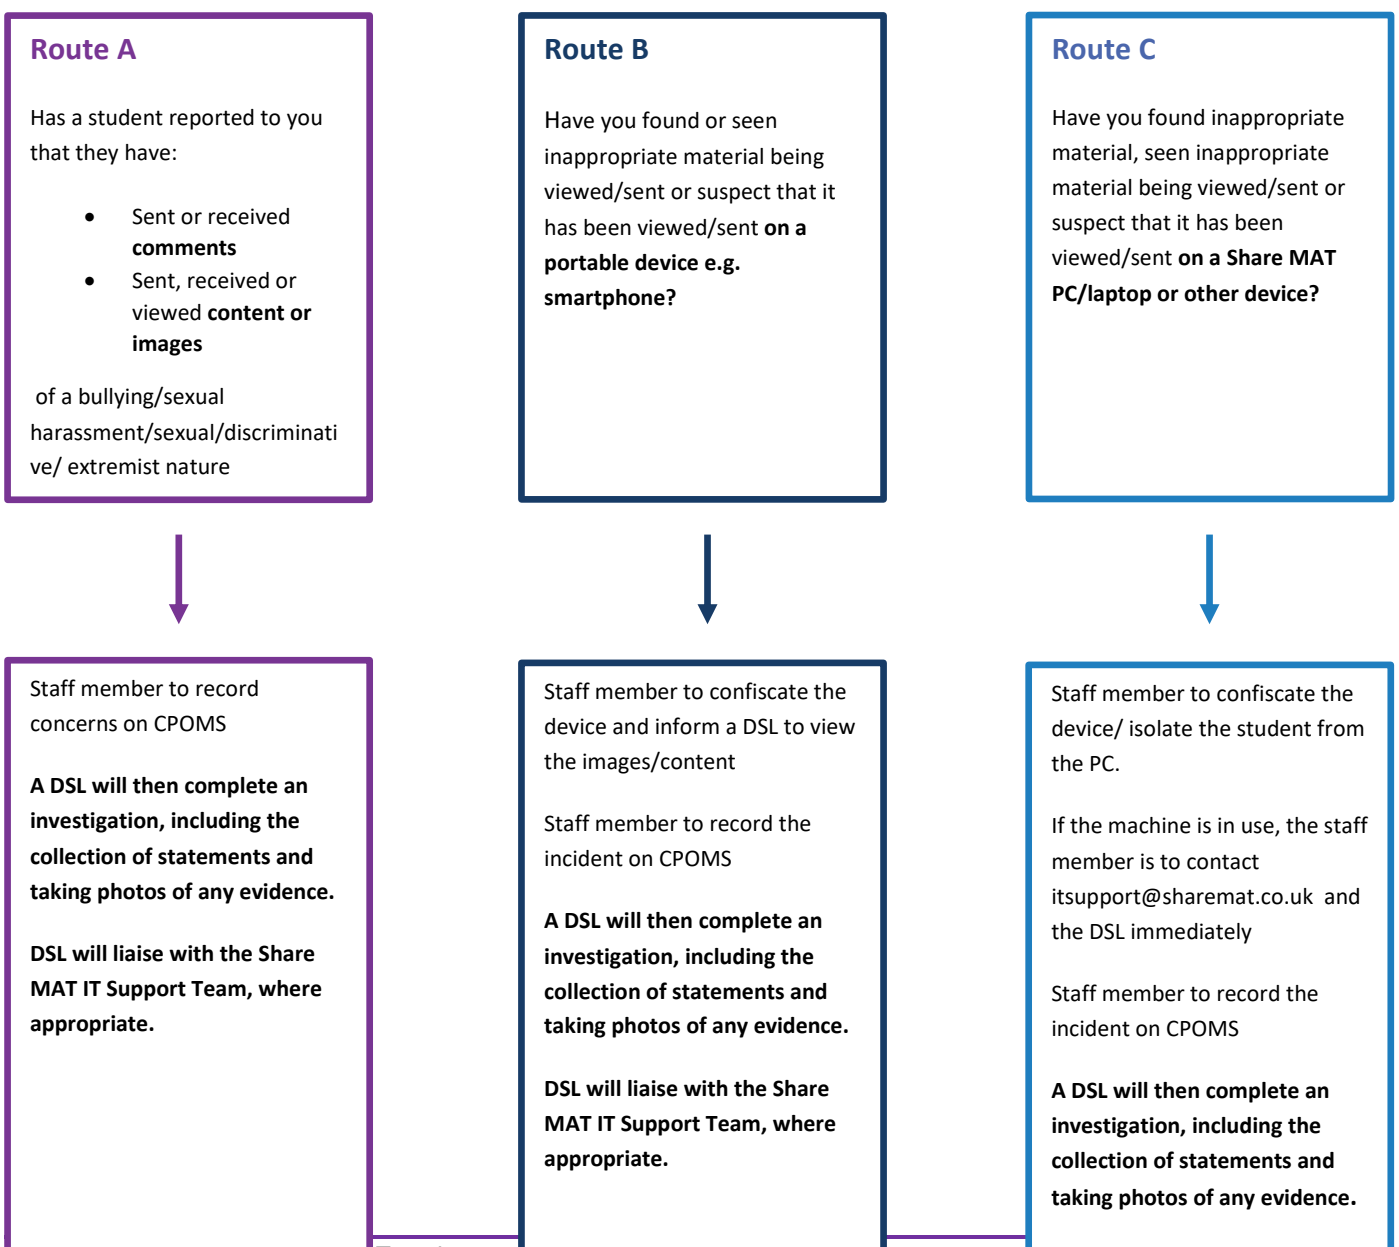 Route A
Has a student reported to you
that they have:
• Sent or received
comments
• Sent, received or
viewed content or
images
of a bullying/sexual
harassment/sexual/discriminati
ve/ extremist nature
Route B
Have you found or seen
inappropriate material being
viewed/sent or suspect that it
has been viewed/sent on a
portable device e.g.
smartphone?
Route C
Have you found inappropriate
material, seen inappropriate
material being viewed/sent or
suspect that it has been
viewed/sent on a Share MAT
PC/laptop or other device?
Staff member to record
concerns on CPOMS
A DSL will then complete an
investigation, including the
collection of statements and
taking photos of any evidence.
DSL will liaise with the Share
MAT IT Support Team, where
appropriate.
Staff member to confiscate the
device and inform a DSL to view
the images/content
Staff member to record the
incident on CPOMS
A DSL will then complete an
investigation, including the
collection of statements and
taking photos of any evidence.
DSL will liaise with the Share
MAT IT Support Team, where
appropriate.
Staff member to confiscate the
device/ isolate the student from
the PC.
If the machine is in use, the staff
member is to contact
itsupport@sharemat.co.uk and
the DSL immediately
Staff member to record the
incident on CPOMS
A DSL will then complete an
investigation, including the
collection of statements and
taking photos of any evidence.